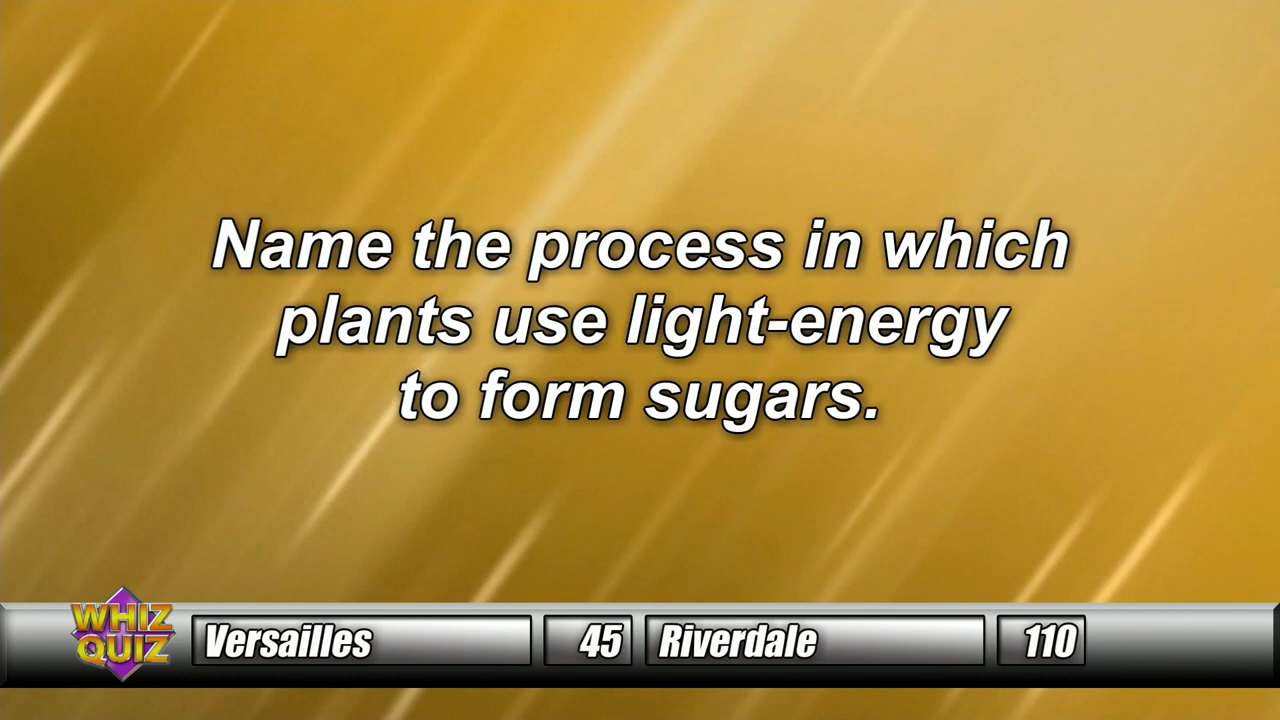 Name the process in which
plants use light-energy
to form sugars.
WHIZ
QUIZ
Versailles 45 Riverdale 110